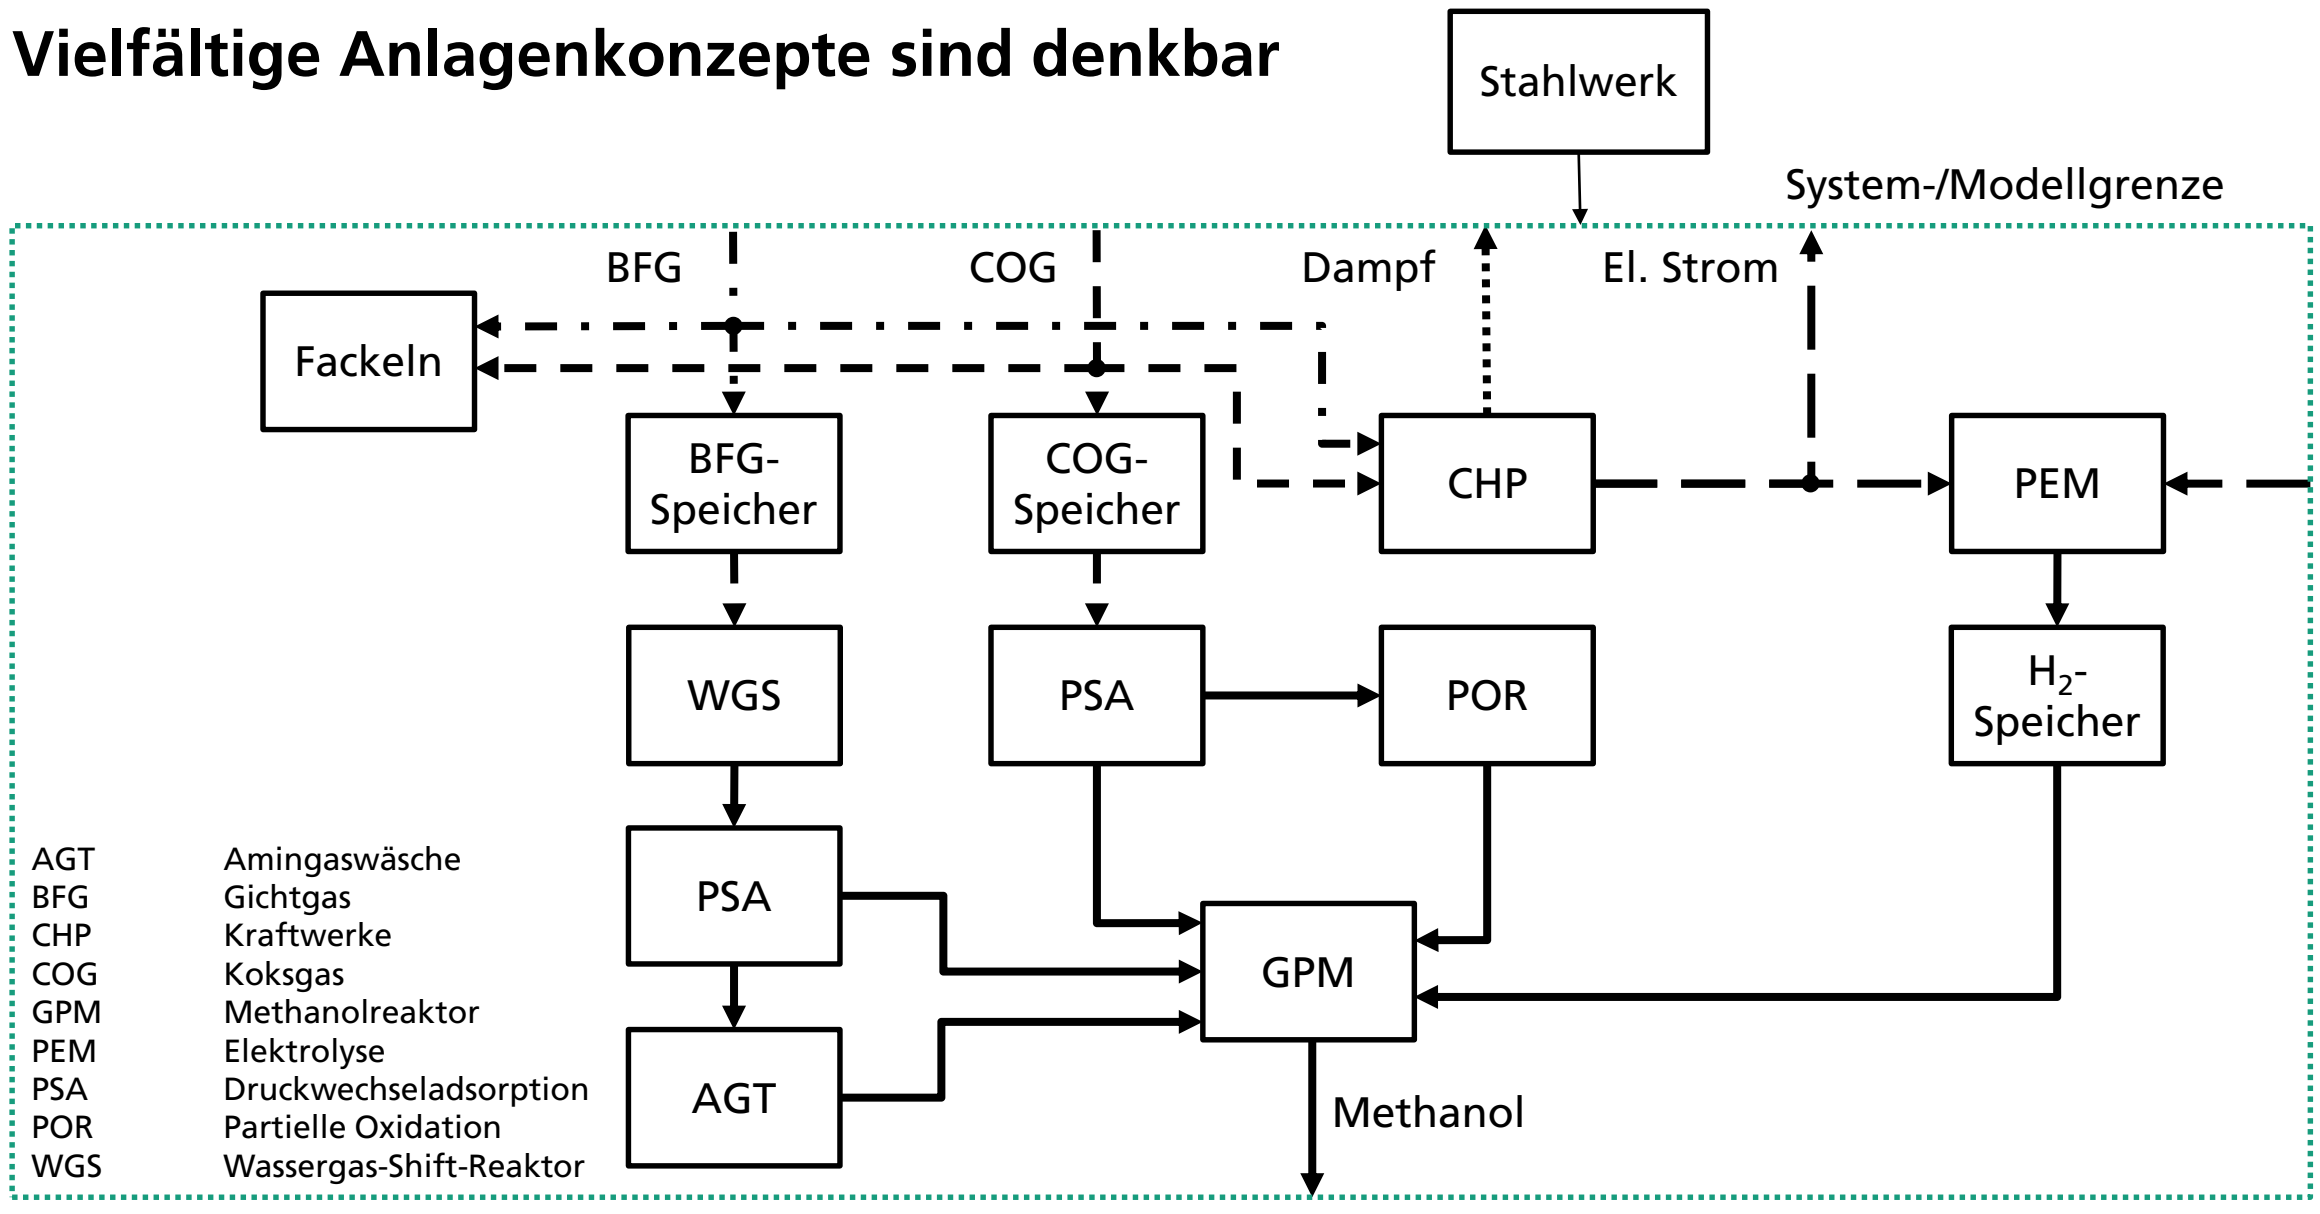 Vielfältige Anlagenkonzepte sind denkbar
Stahlwerk
System-/Modellgrenze
BFG
COG
Dampf
El. Strom
Fackeln
BFG-
Speicher
COG-
Speicher
CHP
PEM
WGS
PSA
POR
H₂-
Speicher
PSA
GPM
AGT
Methanol
AGT Amingaswäsche
BFG Gichtgas
CHP Kraftwerke
COG Koksgas
GPM Methanolreaktor
PEM Elektrolyse
PSA Druckwechseladsorption
POR Partielle Oxidation
WGS Wassergas-Shift-Reaktor